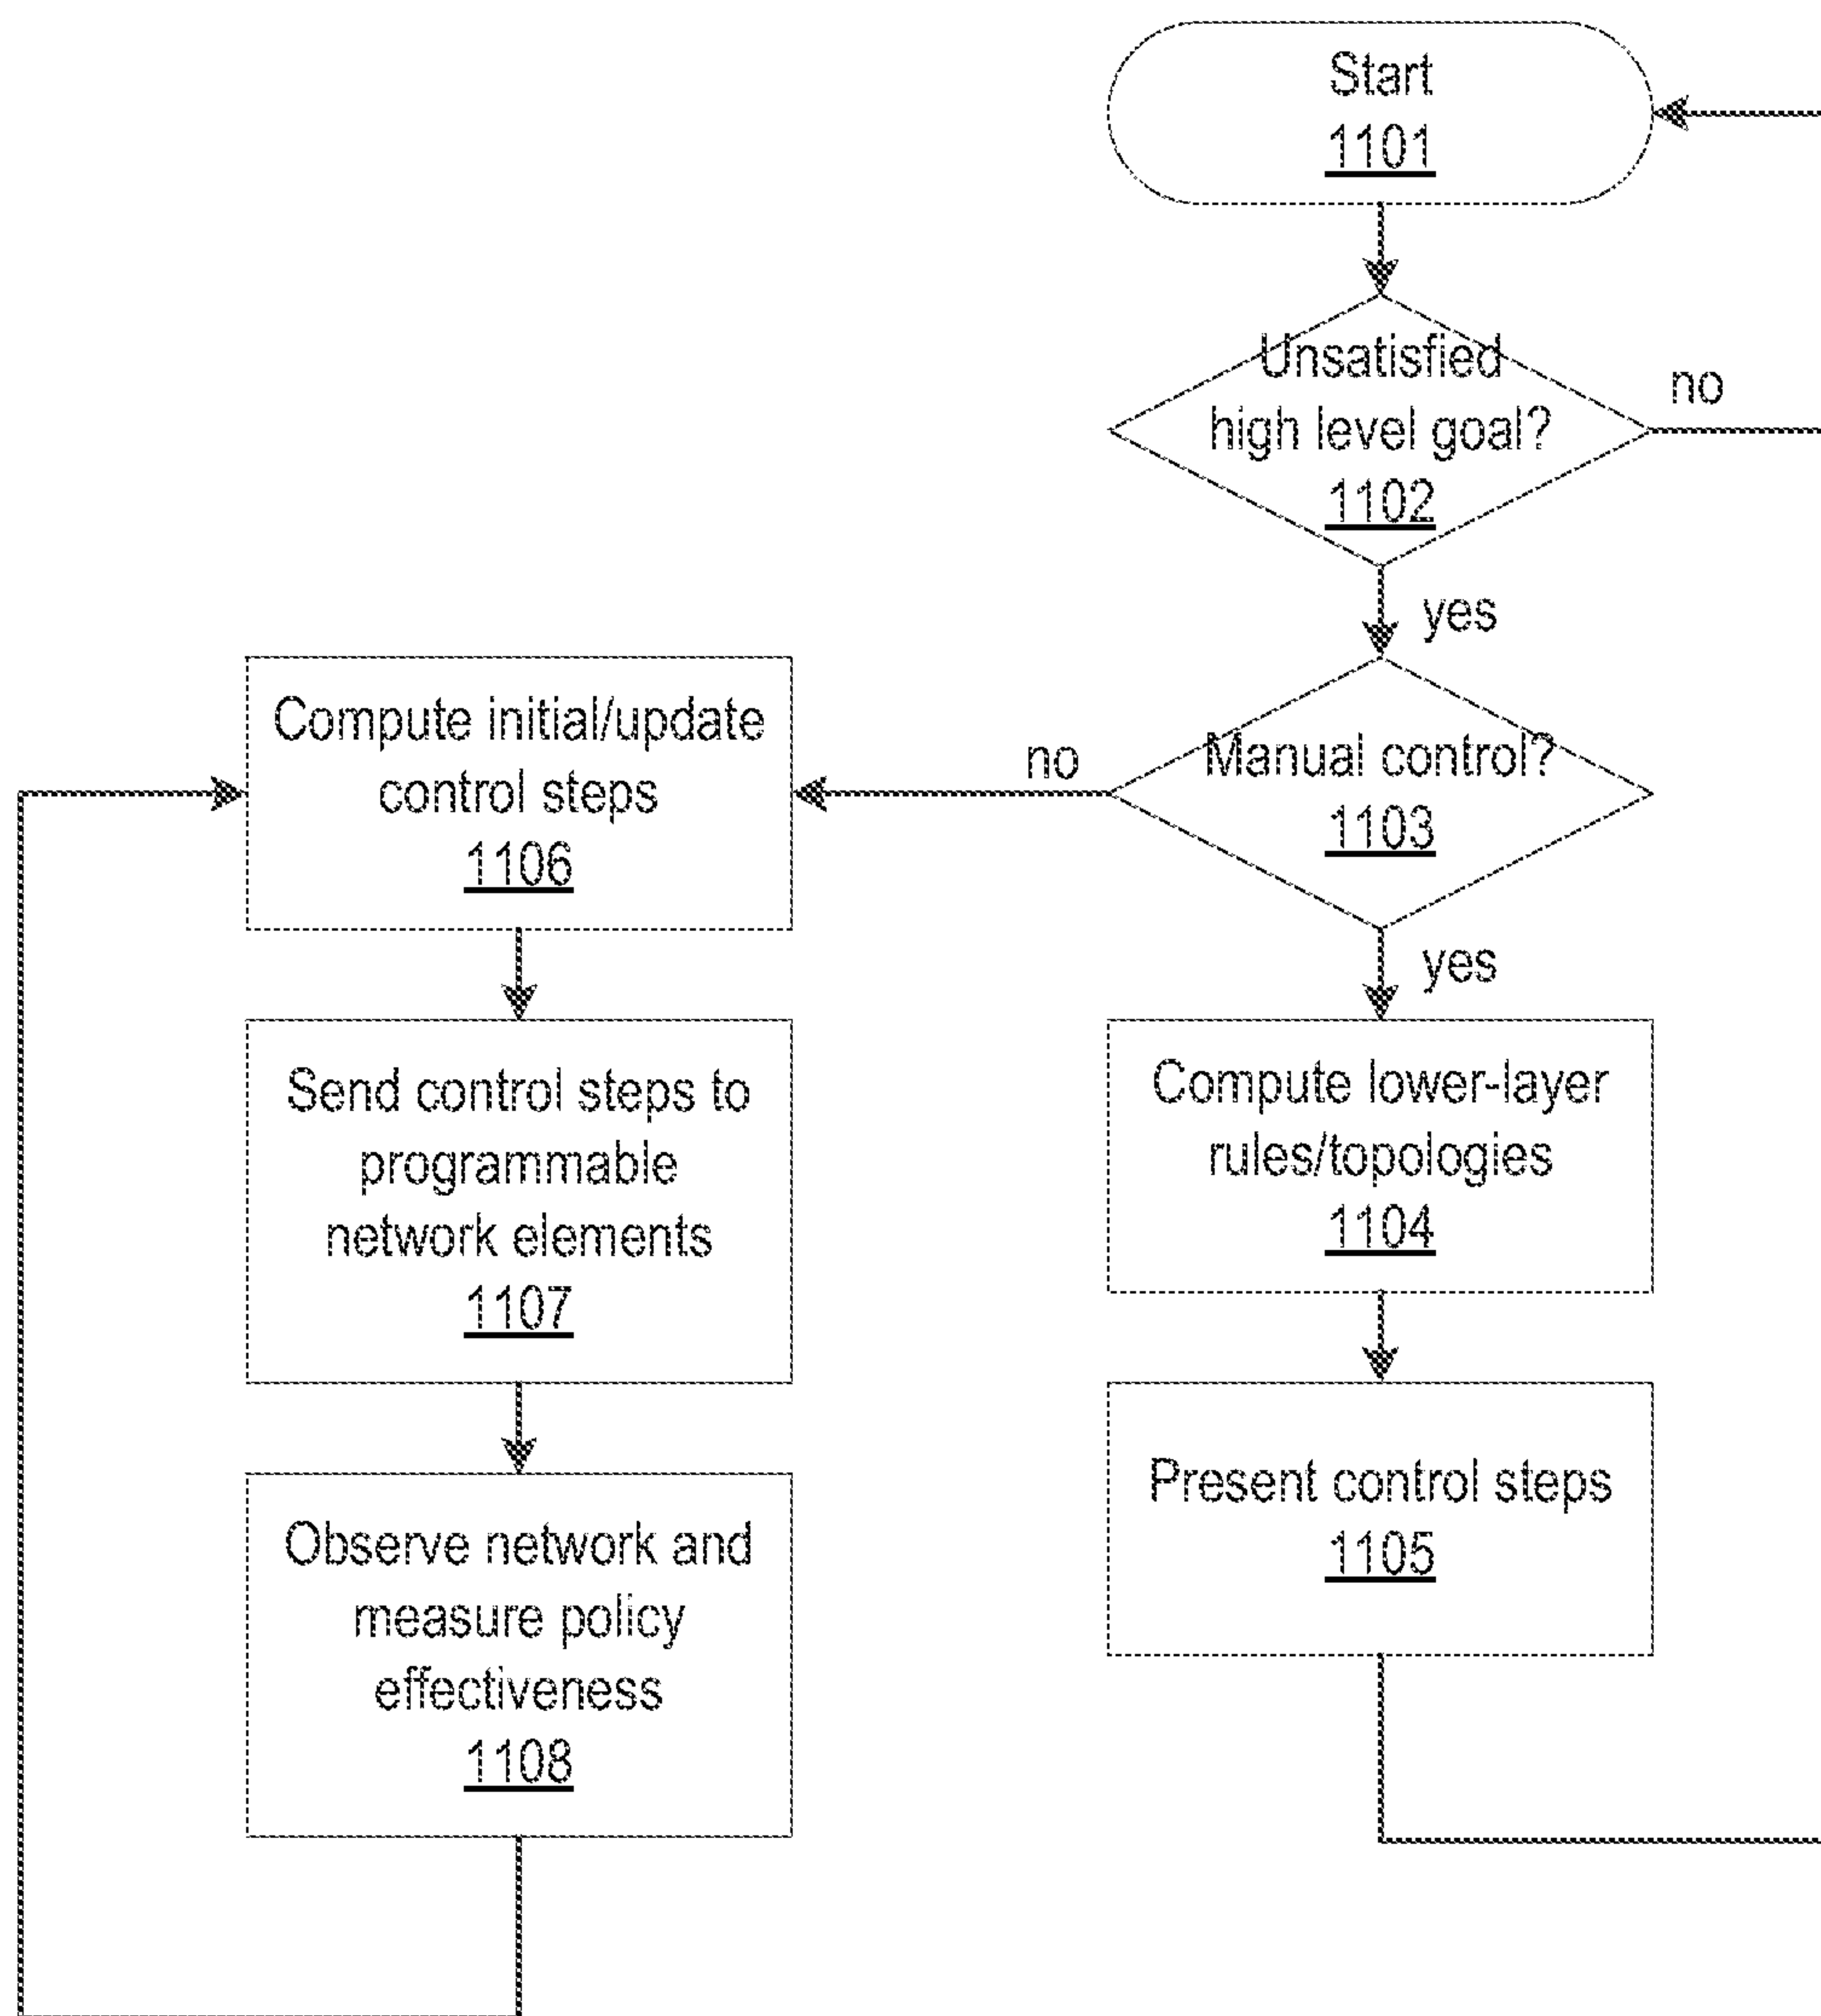 Start
1101
Unsatisfied
high level goal?
1102
no
yes
Manual control?
1103
no
yes
Compute lower-layer
rules/topologies
1104
Present control steps
1105
Compute initial/update
control steps
1106
Send control steps to
programmable
network elements
1107
Observe network and
measure policy
effectiveness
1108